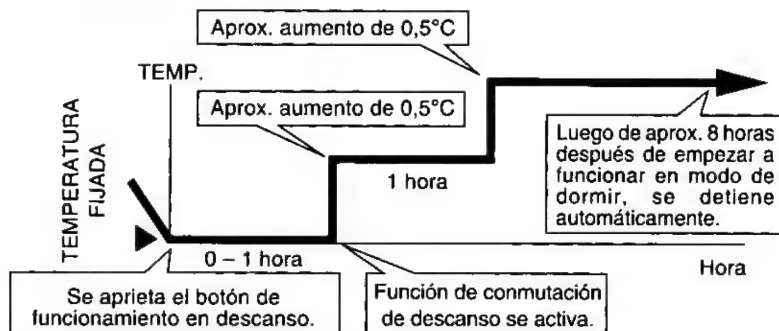 Aprox. aumento de 0,5°C
TEMP.
Aprox. aumento de 0,5°C
TEMPERATURA
FIJADA
1 hora
Luego de aprox. 8 horas
después de empezar a
funcionar en modo de
dormir, se detiene
automáticamente.
0 – 1 hora
Hora
Se aprieta el botón de
funcionamiento en descanso.
Función de conmutación
de descanso se activa.